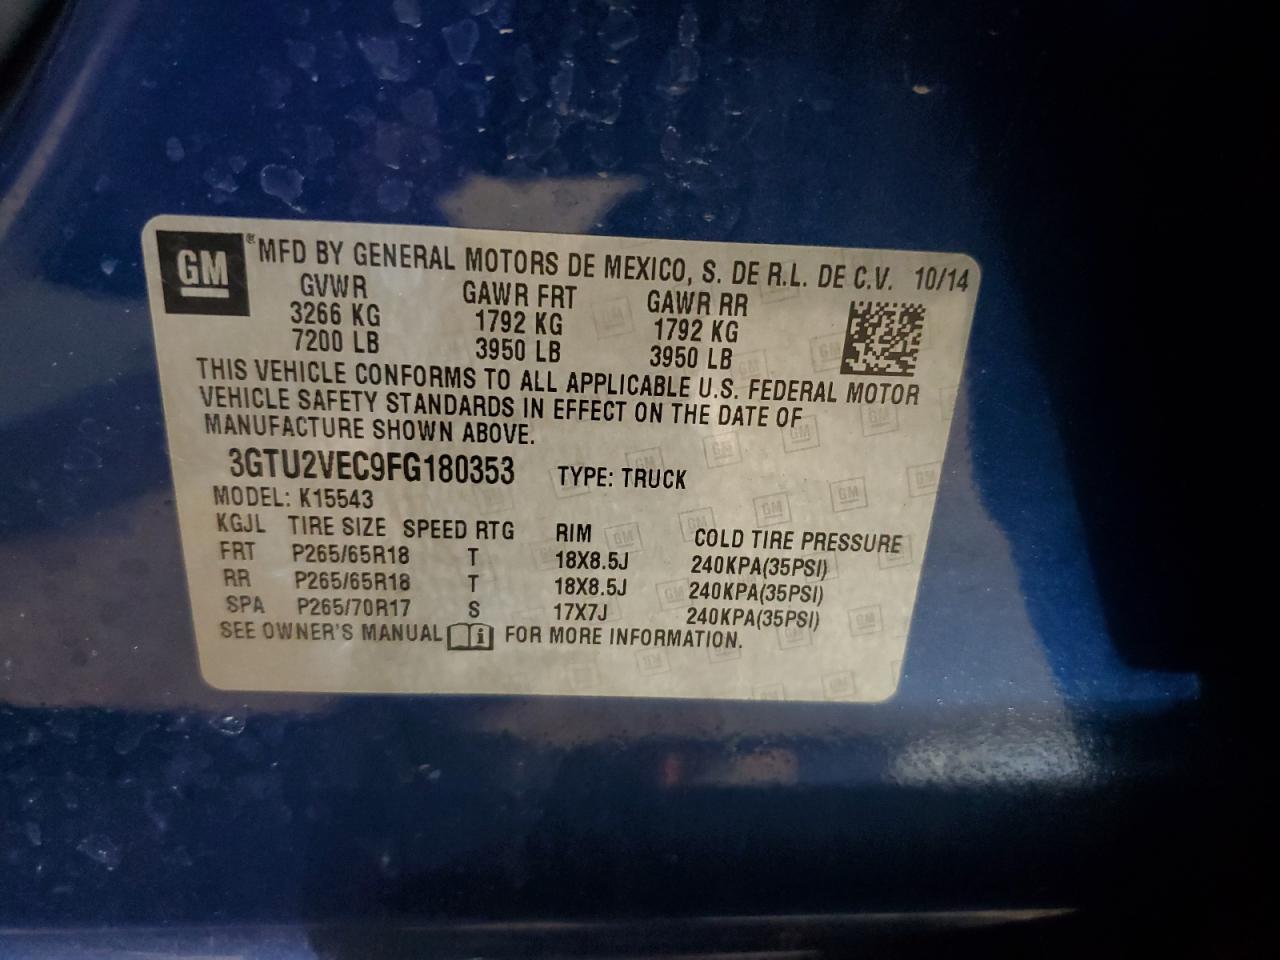 GM ® MFD BY GENERAL MOTORS DE MEXICO, S. DE R.L. DE C.V. 10/14
GVWR GAWR FRT GAWR RR
3266 KG 1792 KG 1792 KG
7200 LB 3950 LB 3950 LB
THIS VEHICLE CONFORMS TO ALL APPLICABLE U.S. FEDERAL MOTOR
VEHICLE SAFETY STANDARDS IN EFFECT ON THE DATE OF
MANUFACTURE SHOWN ABOVE.
3GTU2VEC9FG180353 TYPE: TRUCK
MODEL: K15543
KGJL TIRE SIZE SPEED RTG RIM COLD TIRE PRESSURE
FRT P265/65R18 T 18X8.5J 240KPA(35PSI)
RR P265/65R18 T 18X8.5J 240KPA(35PSI)
SPA P265/70R17 S 17X7J 240KPA(35PSI)
SEE OWNER'S MANUAL i FOR MORE INFORMATION.